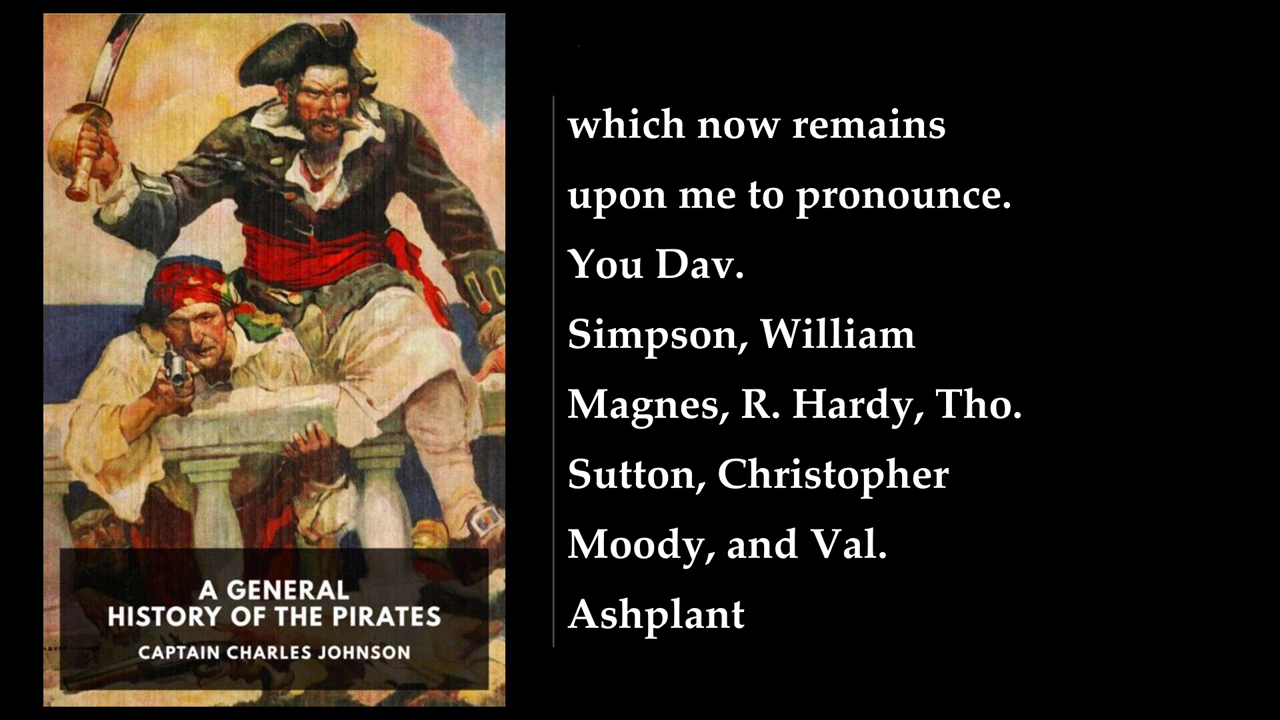 A GENERAL
HISTORY OF THE PIRATES
CAPTAIN CHARLES JOHNSON
which now remains
upon me to pronounce.
You Dav.
Simpson, William
Magnes, R. Hardy, Tho.
Sutton, Christopher
Moody, and Val.
Ashplant